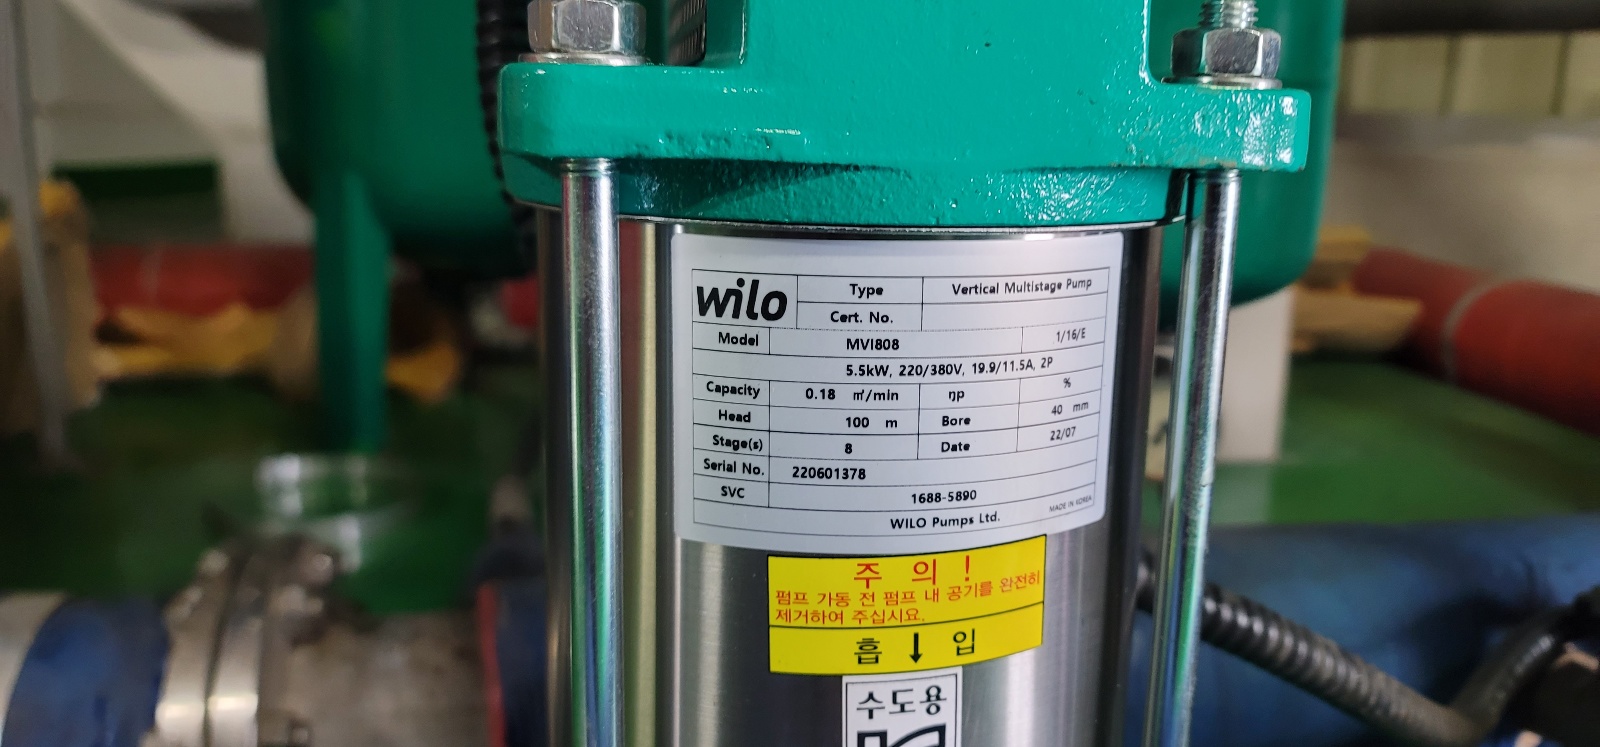 wilo
Type Vertical Multistage Pump
Cert. No.
Model MVI808 1/16/E
5.5kW, 220/380V, 19.9/11.5A, 2P
Capacity 0.18 ㎥/min ηp %
Head 100 m Bore 40 mm
Stage(s) 8 Date 22/07
Serial No. 220601378
SVC 1688-5890
WILO Pumps Ltd. MADE IN KOREA
주 의 !
펌프 가동 전 펌프 내 공기를 완전히
제거하여 주십시요.
흡 ↓ 입
수도용